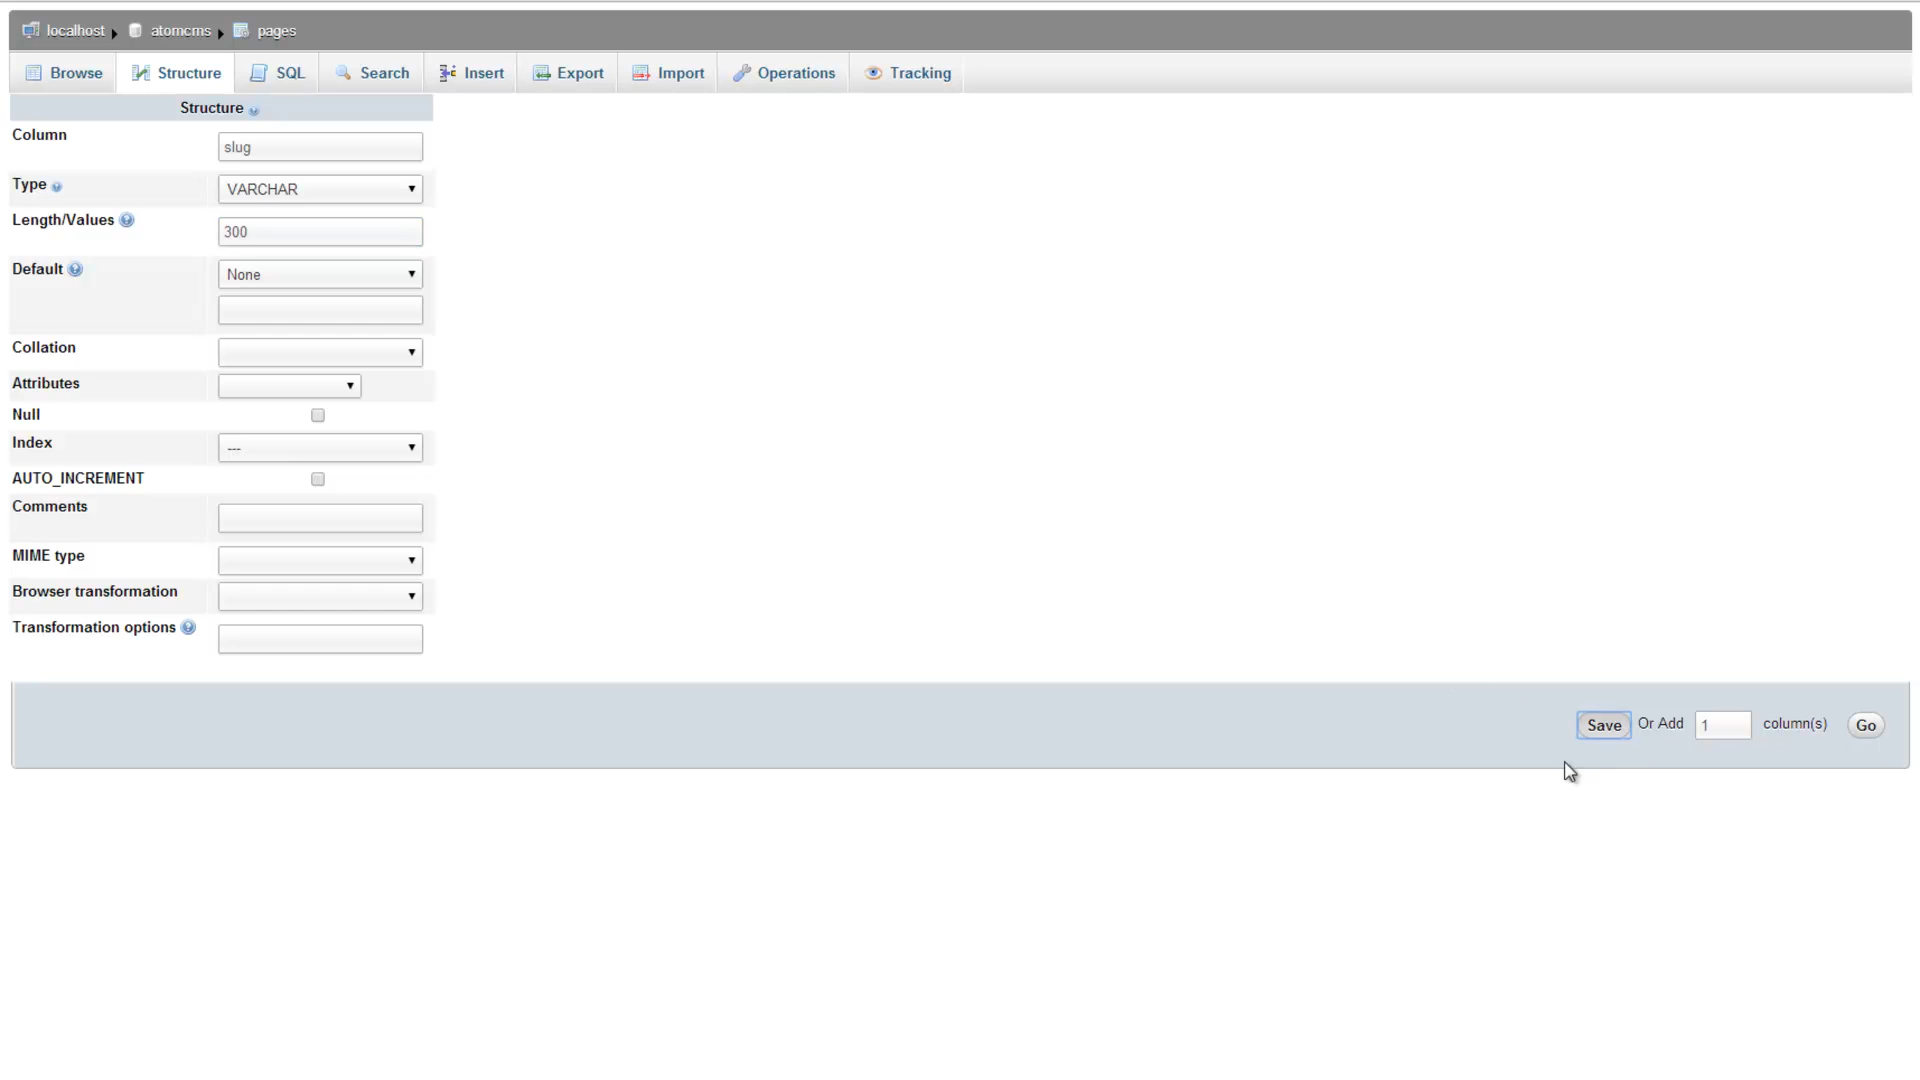 localhost atomcms pages
Browse Structure SQL Search Insert Export Import Operations Tracking
Structure
Column slug
Type VARCHAR
Length/Values 300
Default None
Collation
Attributes
Null
Index ---
AUTO_INCREMENT
Comments
MIME type
Browser transformation
Transformation options
Save Or Add 1 column(s) Go